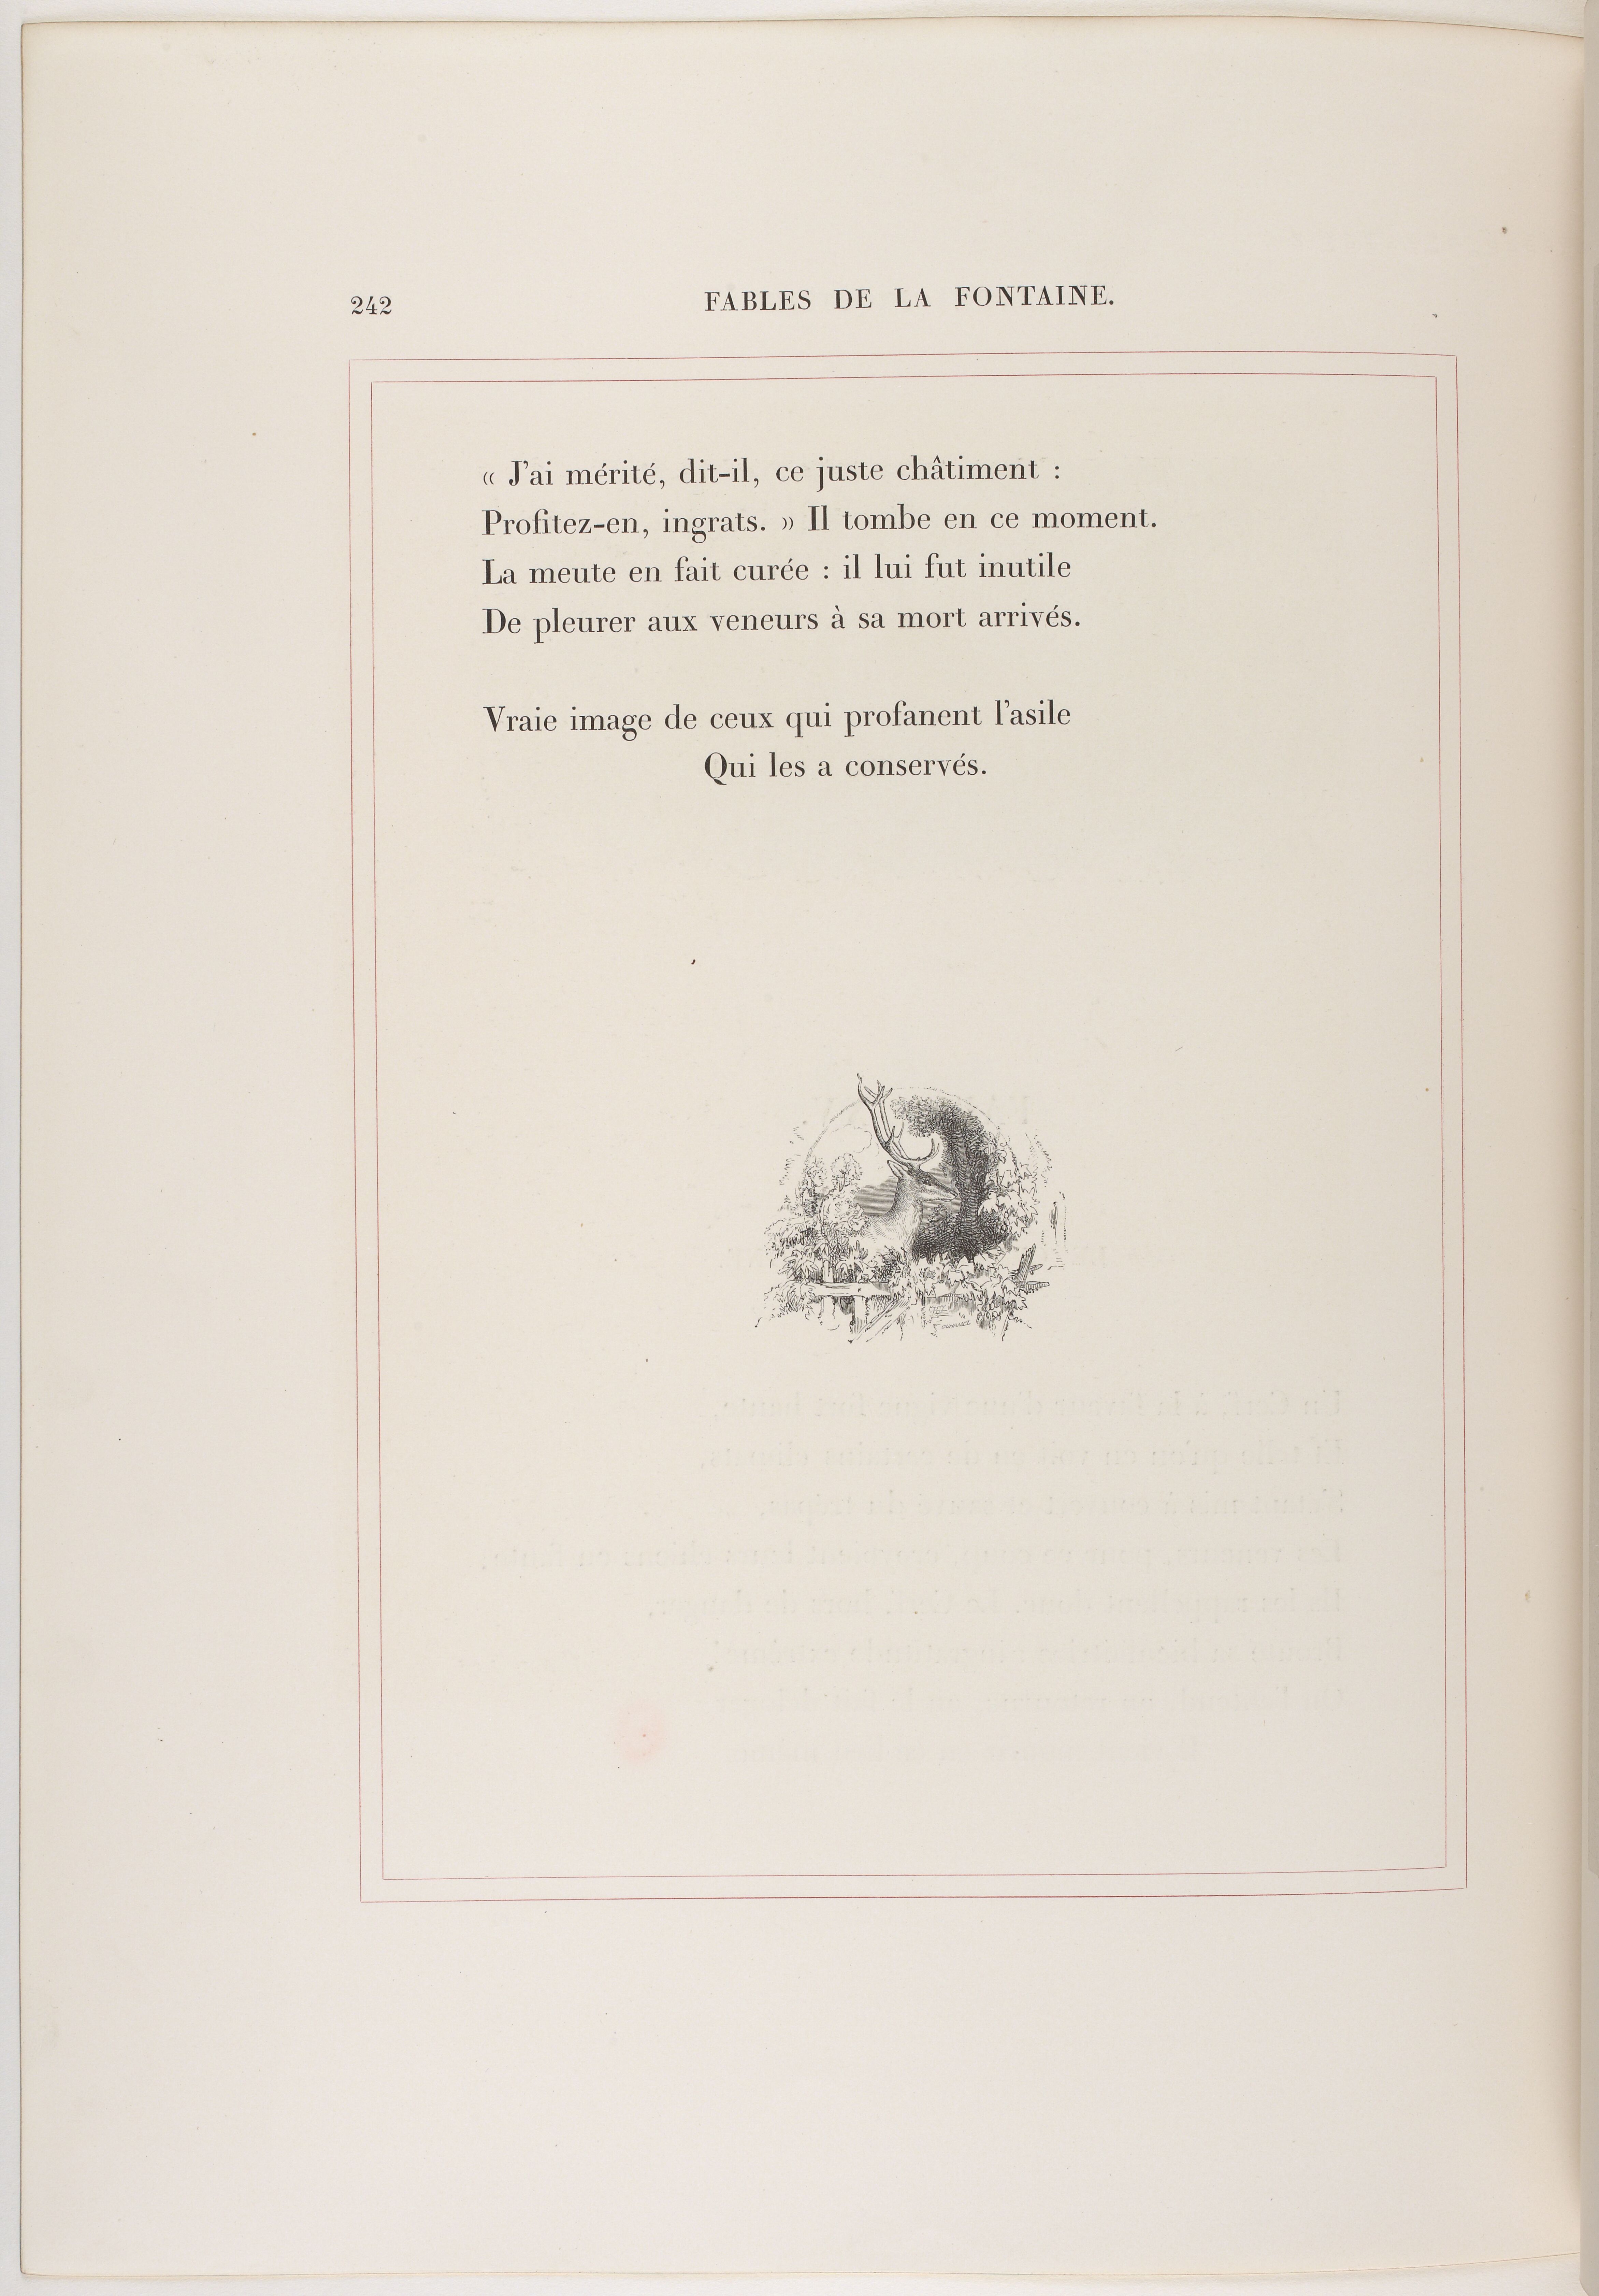 242
FABLES DE LA FONTAINE.
« J'ai mérité, dit-il, ce juste châtiment :
Profitez-en, ingrats. » Il tombe en ce moment.
La meute en fait curée : il lui fut inutile
De pleurer aux veneurs à sa mort arrivés.
Vraie image de ceux qui profanent l'asile
Qui les a conservés.